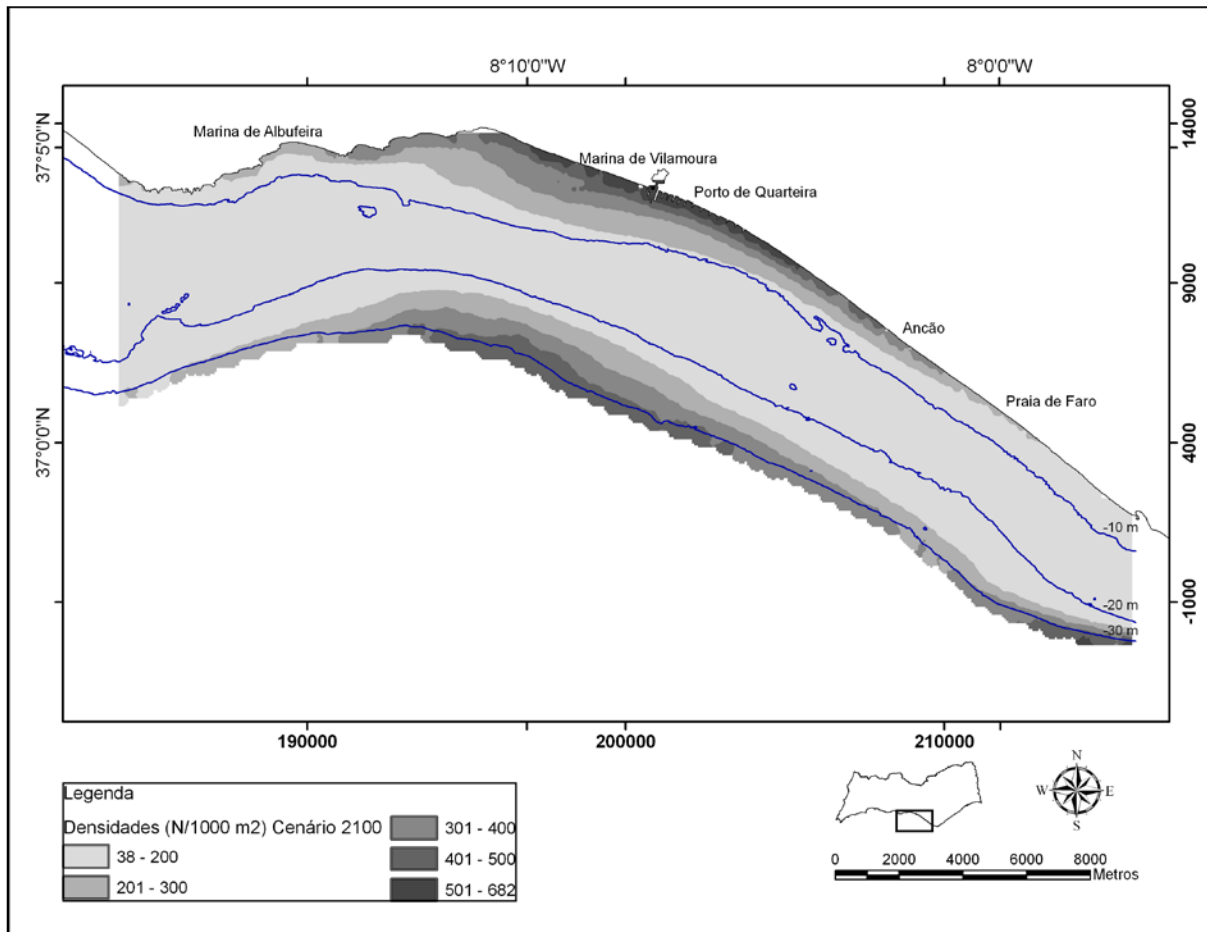 8°10'0"W
8°0'0"W
37°5'0"N
37°0'0"N
14000
9000
4000
-1000
Marina de Albufeira
Marina de Vilamoura
Porto de Quarteira
Ancão
Praia de Faro
-10 m
-20 m
-30 m
190000
200000
210000
Legenda
Densidades (N/1000 m2) Cenário 2100
38 - 200
201 - 300
301 - 400
401 - 500
501 - 682
N
W
E
S
0 2000 4000 6000 8000
Metros